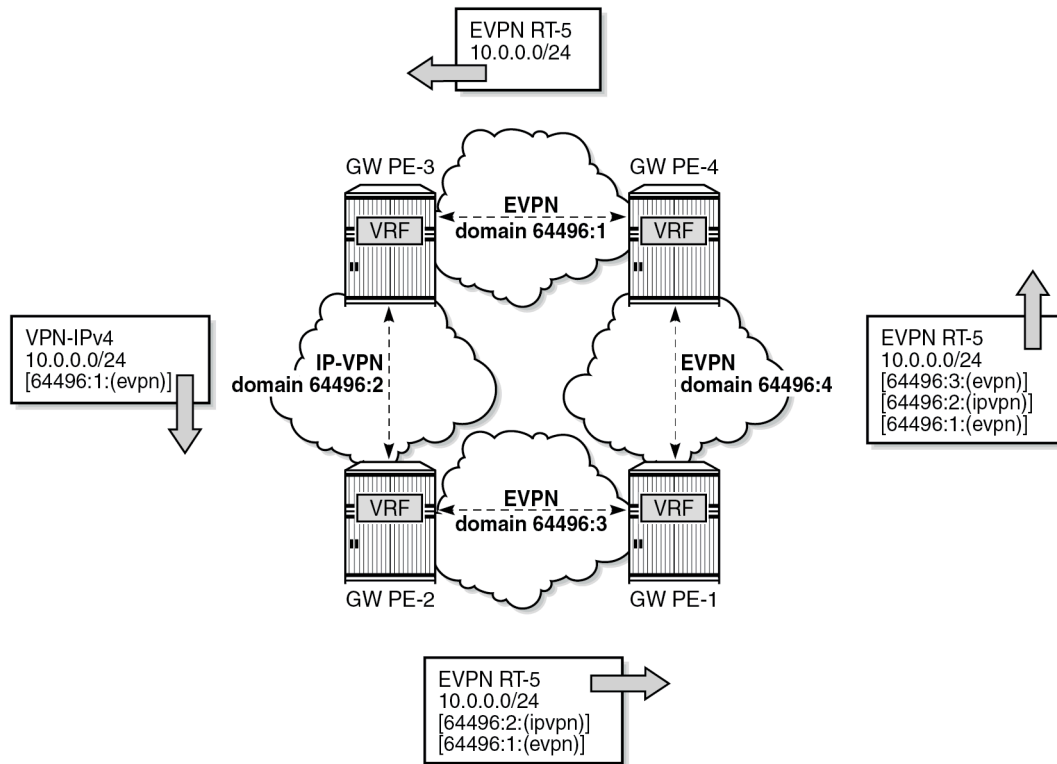 EVPN RT-5
10.0.0.0/24
GW PE-3
GW PE-4
VRF
EVPN
domain 64496:1
VRF
VPN-IPv4
10.0.0.0/24
[64496:1:(evpn)]
IP-VPN
domain 64496:2
EVPN
domain 64496:4
EVPN RT-5
10.0.0.0/24
[64496:3:(evpn)]
[64496:2:(ipvpn)]
[64496:1:(evpn)]
VRF
EVPN
domain 64496:3
VRF
GW PE-2
GW PE-1
EVPN RT-5
10.0.0.0/24
[64496:2:(ipvpn)]
[64496:1:(evpn)]